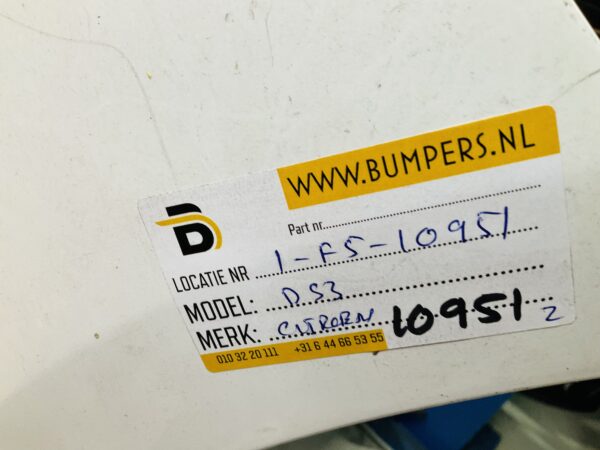 WWW.BUMPERS.NL
Part nr.
LOCATIE NR 1-F5-10951
MODEL: DS3
MERK: CITROEN 10951 2
010 32 20 111 +31 6 44 66 53 55